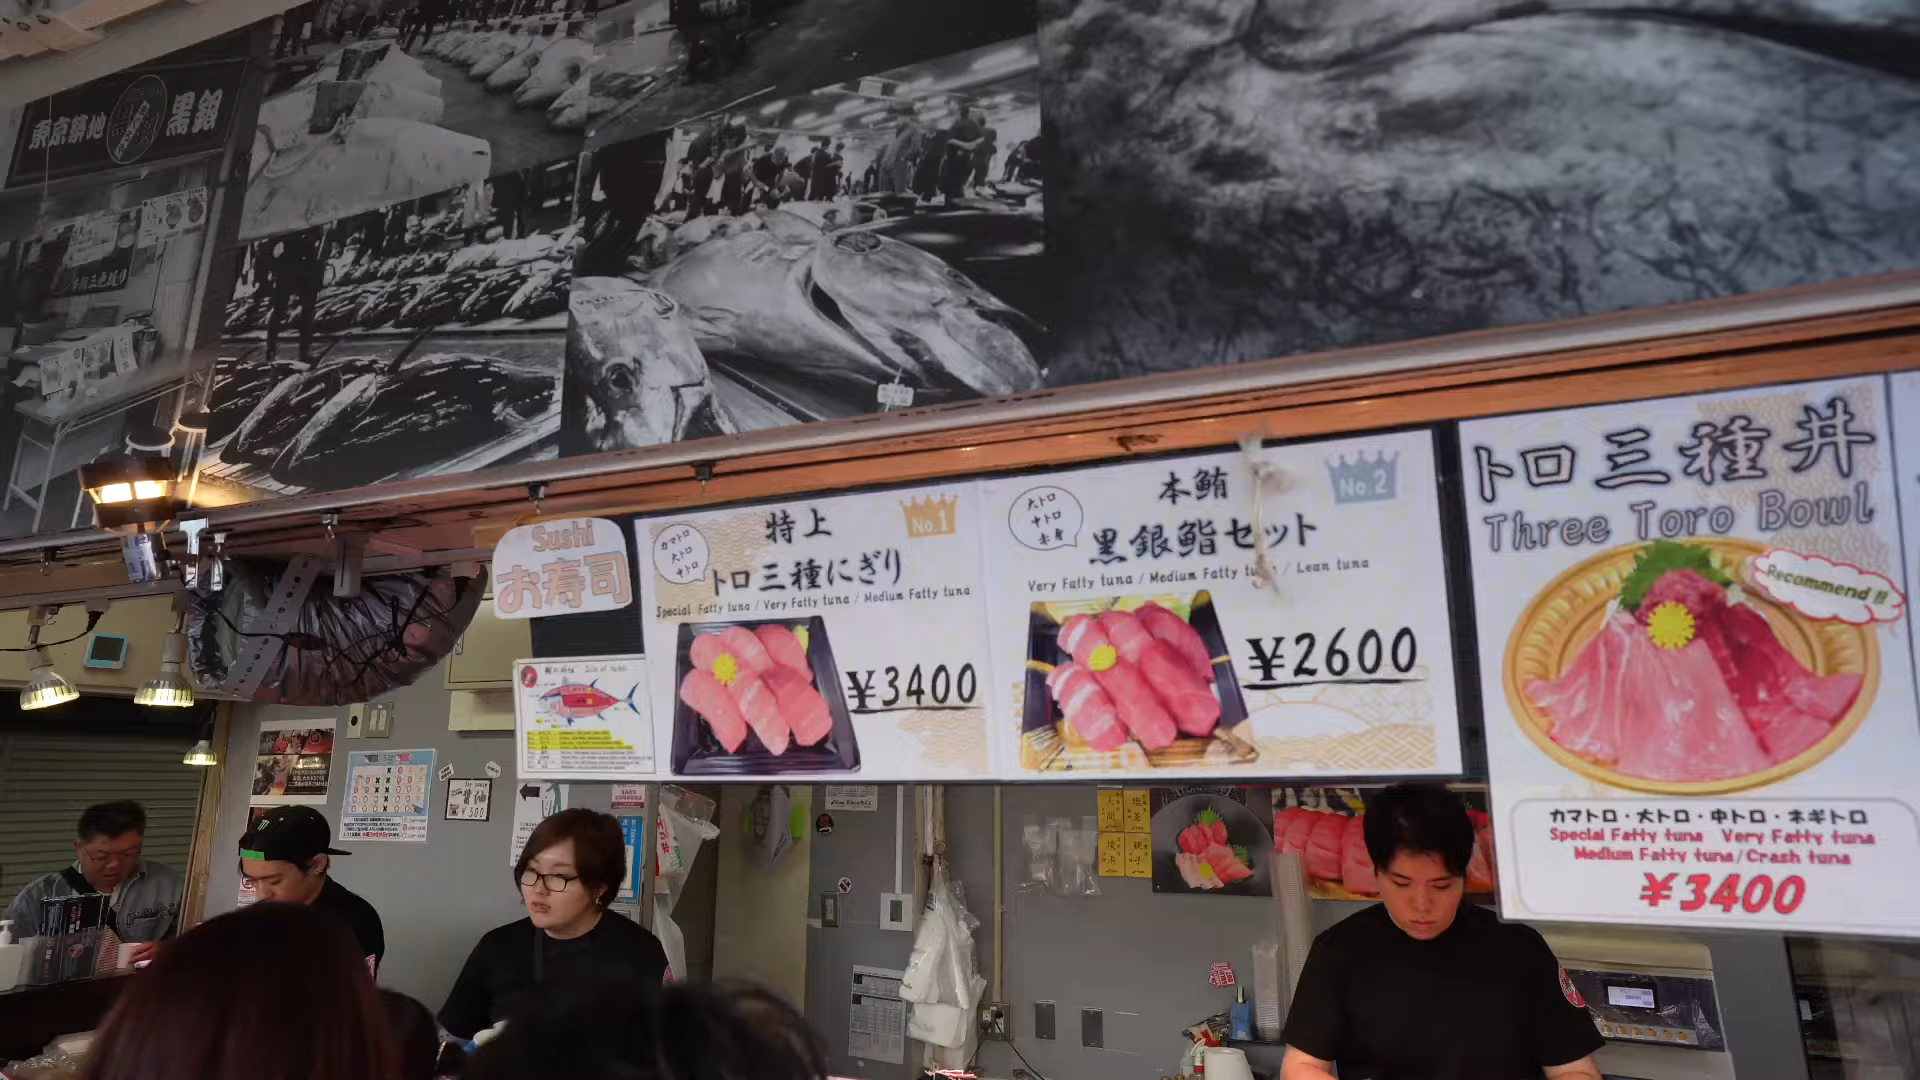 東京築地 黒銀
Sushi
お寿司
カマトロ
大トロ
中トロ
特上
No.1
トロ三種にぎり
Special Fatty tuna / Very Fatty tuna / Medium Fatty tuna
¥3400
大トロ
中トロ
赤身
本鮪
No.2
黒銀鮨セット
Very Fatty tuna / Medium Fatty tuna / Lean tuna
¥2600
トロ三種丼
Three Toro Bowl
Recommend!!
カマトロ・大トロ・中トロ・ネギトロ
Special Fatty tuna Very Fatty tuna
Medium Fatty tuna/Crash tuna
¥3400
醤油
¥500